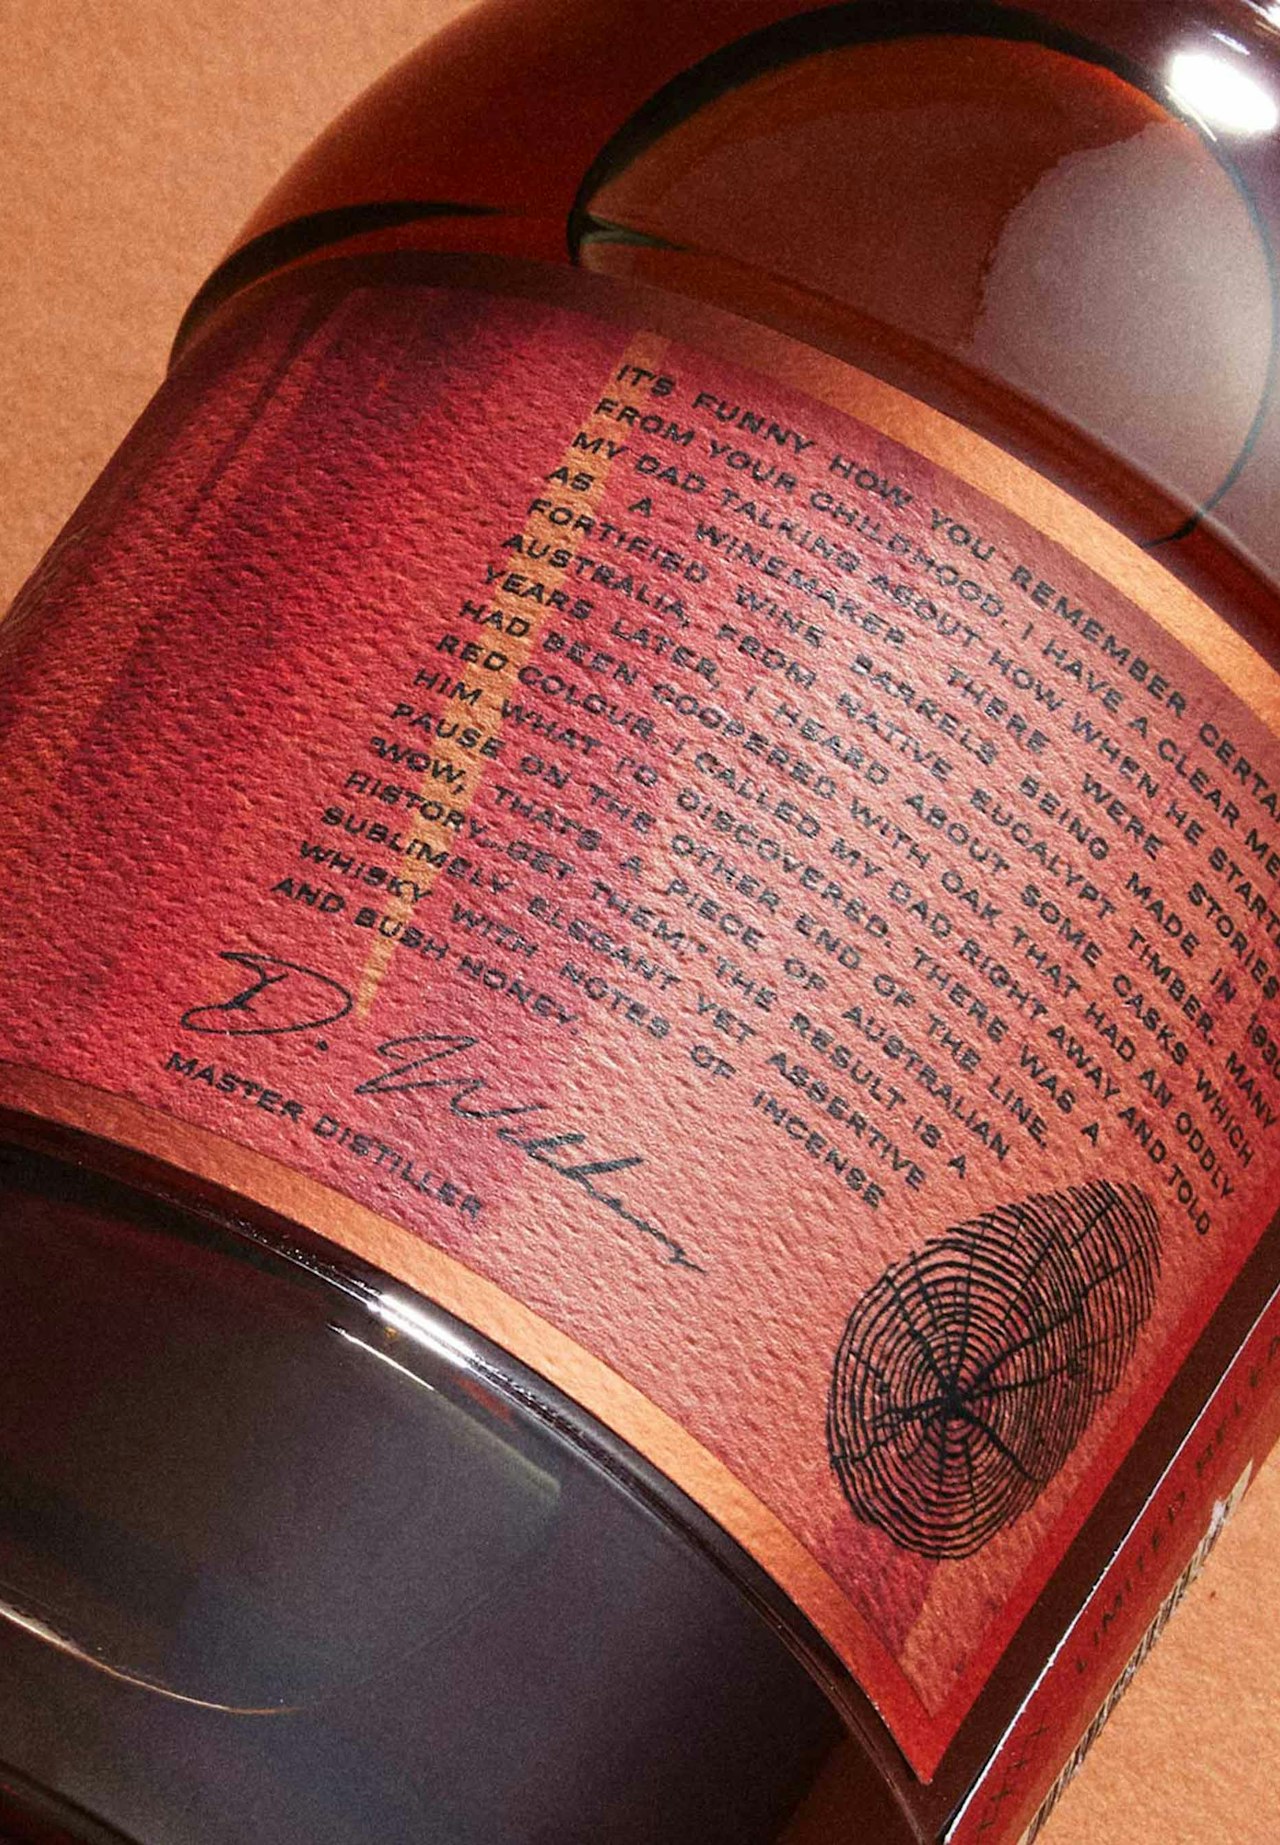 IT'S FUNNY HOW YOU REMEMBER
FROM YOUR CHILDHOOD. I HAVE A CLEAR
MY DAD TALKING ABOUT HOW WHEN HE
AS A WINEMAKER THERE WERE STORIES
FORTIFIED WINE BARRELS BEING MADE IN
AUSTRALIA, FROM NATIVE EUCALYPT TIMBER. MANY
YEARS LATER, I HEARD ABOUT SOME CASKS WHICH
HAD BEEN COOPERED WITH OAK THAT HAD AN ODDLY
RED COLOUR. I CALLED MY DAD RIGHT AWAY AND TOLD
HIM WHAT I'D DISCOVERED. THERE WAS A
PAUSE ON THE OTHER END OF THE LINE.
"WOW, THAT'S A PIECE OF AUSTRALIAN
HISTORY...GET THEM." THE RESULT IS A
SUBLIMELY ELEGANT YET ASSERTIVE
WHISKY WITH NOTES OF INCENSE
AND BUSH HONEY.
MASTER DISTILLER
LIMITED